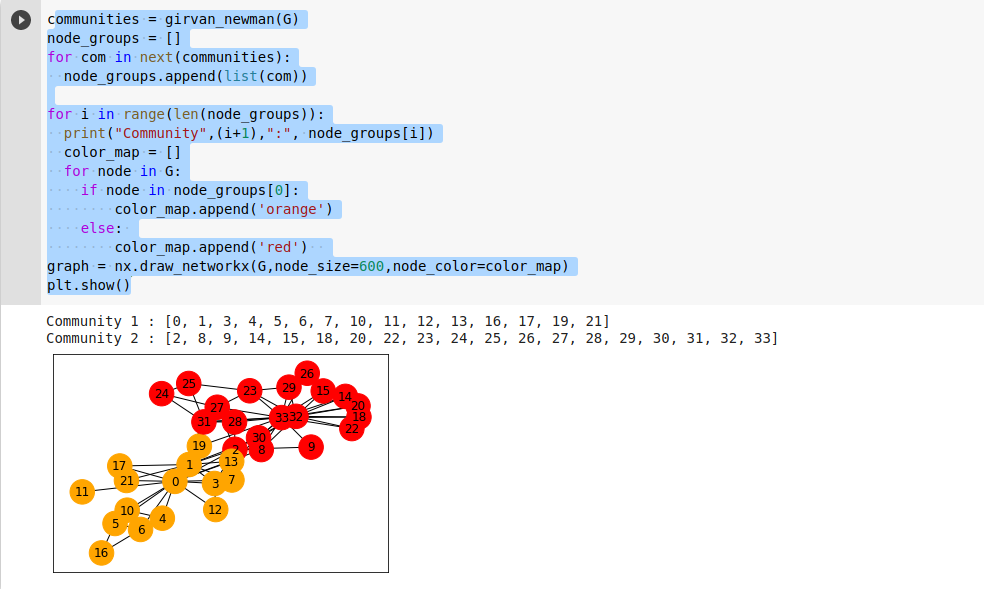 communities = girvan_newman(G)
node_groups = []
for com in next(communities):
  node_groups.append(list(com))

for i in range(len(node_groups)):
  print("Community",(i+1),":", node_groups[i])
  color_map = []
  for node in G:
    if node in node_groups[0]:
        color_map.append('orange')
    else:
        color_map.append('red')
graph = nx.draw_networkx(G,node_size=600,node_color=color_map)
plt.show()
Community 1 : [0, 1, 3, 4, 5, 6, 7, 10, 11, 12, 13, 16, 17, 19, 21]
Community 2 : [2, 8, 9, 14, 15, 18, 20, 22, 23, 24, 25, 26, 27, 28, 29, 30, 31, 32, 33]
26
25
24
23
29
15
14
20
27
33
32
18
31
28
22
30
19
2
8
9
17
1
13
21
0
3
7
11
10
12
5
6
4
16